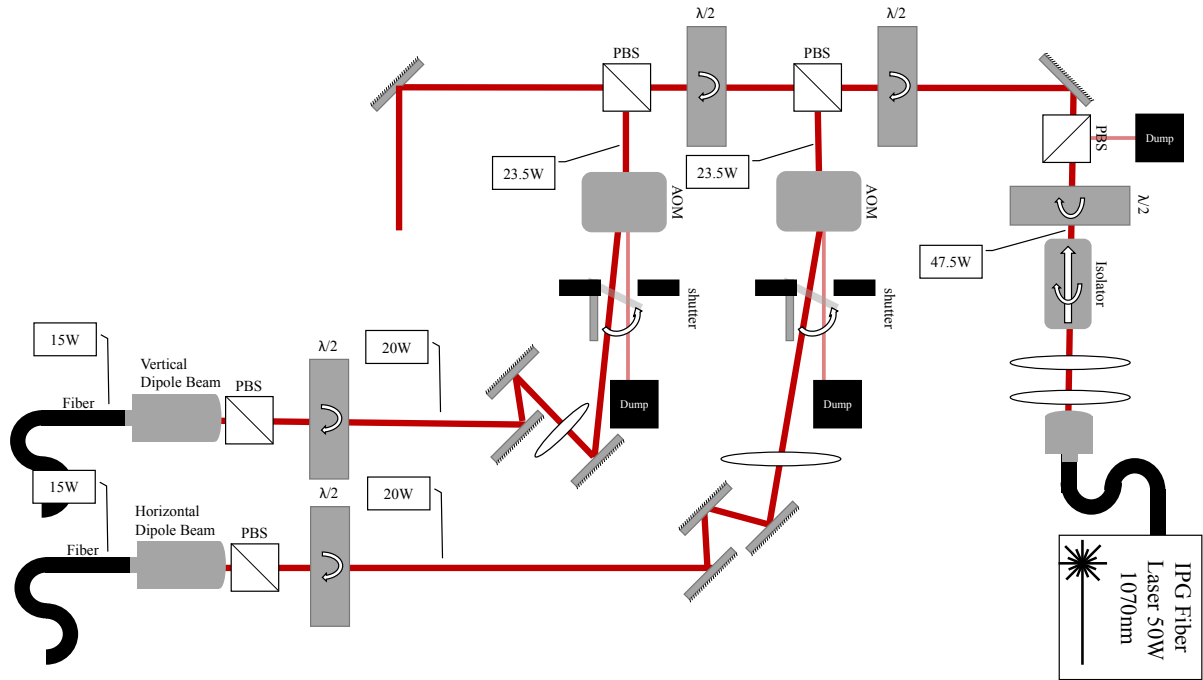 λ/2
λ/2
PBS
PBS
PBS
Dump
23.5W
23.5W
AOM
AOM
λ/2
47.5W
Isolator
shutter
shutter
15W
Vertical
Dipole Beam
PBS
λ/2
20W
Fiber
Dump
Dump
15W
Horizontal
Dipole Beam
PBS
λ/2
20W
Fiber
IPG Fiber
Laser 50W
1070nm